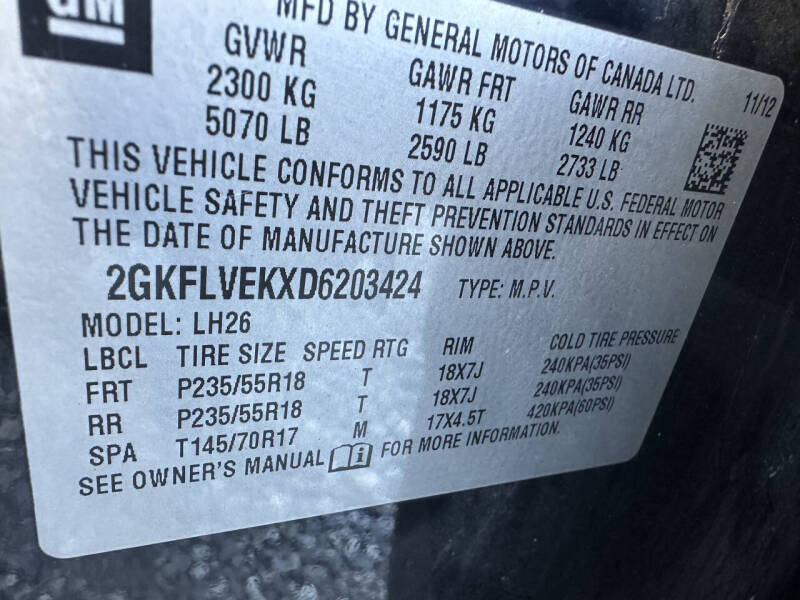 GM
MFD BY GENERAL MOTORS OF CANADA LTD.
GVWR GAWR FRT GAWR RR 11/12
2300 KG 1175 KG 1240 KG
5070 LB 2590 LB 2733 LB
THIS VEHICLE CONFORMS TO ALL APPLICABLE U.S. FEDERAL MOTOR
VEHICLE SAFETY AND THEFT PREVENTION STANDARDS IN EFFECT ON
THE DATE OF MANUFACTURE SHOWN ABOVE.
2GKFLVEKXD6203424 TYPE: M.P.V.
MODEL: LH26
LBCL TIRE SIZE SPEED RTG RIM COLD TIRE PRESSURE
FRT P235/55R18 T 18X7J 240KPA(35PSI)
RR P235/55R18 T 18X7J 240KPA(35PSI)
SPA T145/70R17 M 17X4.5T 420KPA(60PSI)
SEE OWNER'S MANUAL FOR MORE INFORMATION.